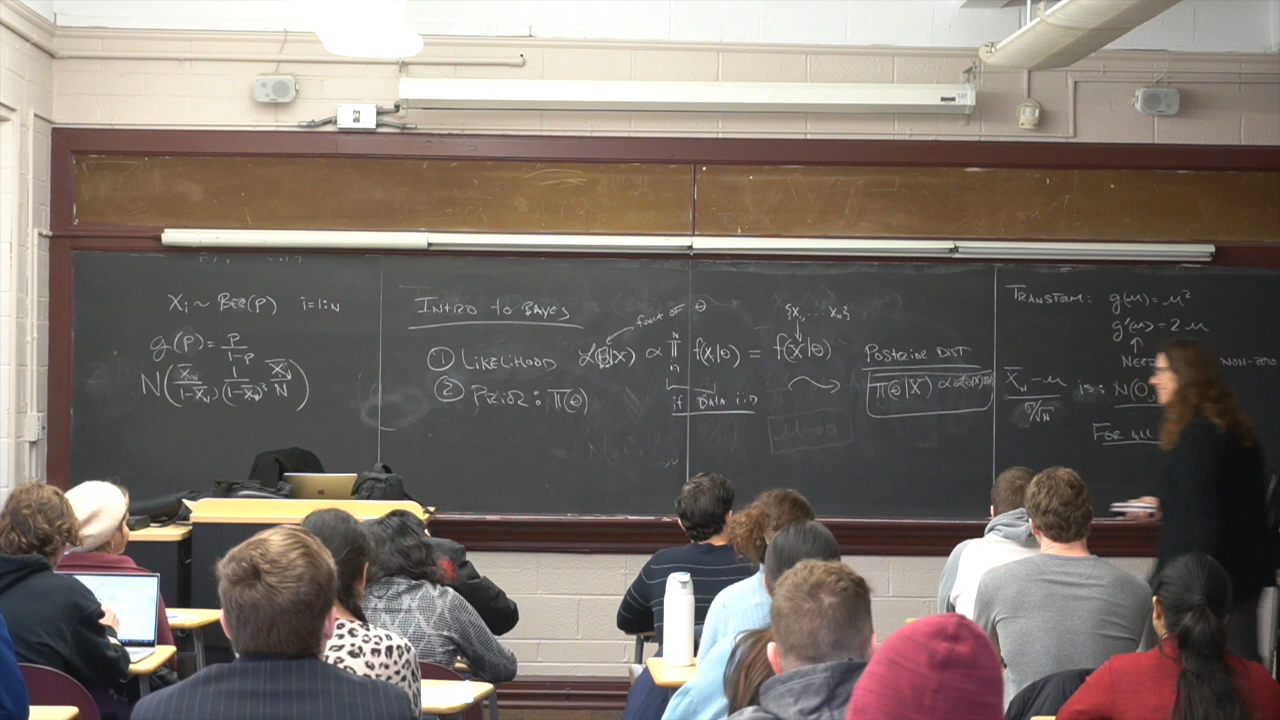 Xᵢ ~ BER(P) i=1:N
g(P) = P/(1-P)
N(X̄ₙ/(1-X̄ₙ), 1/(1-X̄ₙ)² X̄ₙ/N)
INTRO to BAYES
funct OF θ
① LIKELIHOOD ℒ(θ|X) ∝ ∏ f(X|θ) = f(X|θ)
{X₁, ... Xₙ}
if DATA iid
② PRIOR: π(θ)
POSTERIOR DIST
π(θ|X) ∝ ℒ(θ|X)π(θ)
TRANSFORM: g(μ) = μ²
g'(μ) = 2μ
↑
NEED NON-ZERO
(X̄ₙ - μ)/(σ/√N) is: N(0,
FOR ALL